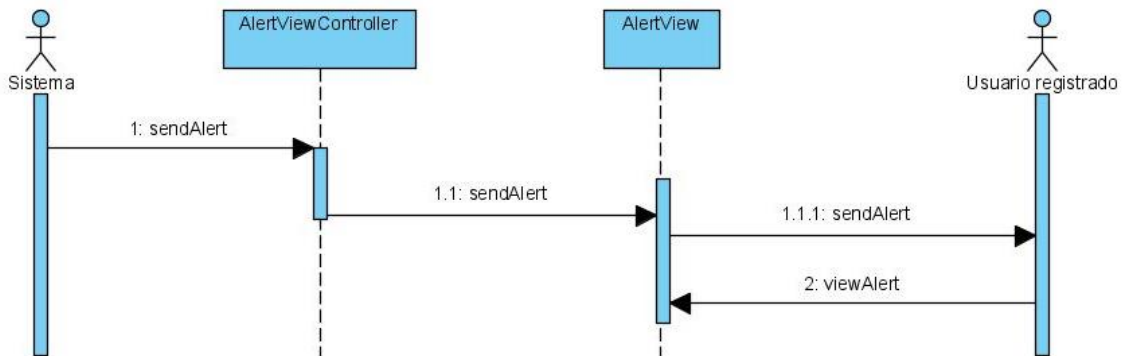 AlertViewController
AlertView
Sistema
Usuario registrado
1: sendAlert
1.1: sendAlert
1.1.1: sendAlert
2: viewAlert